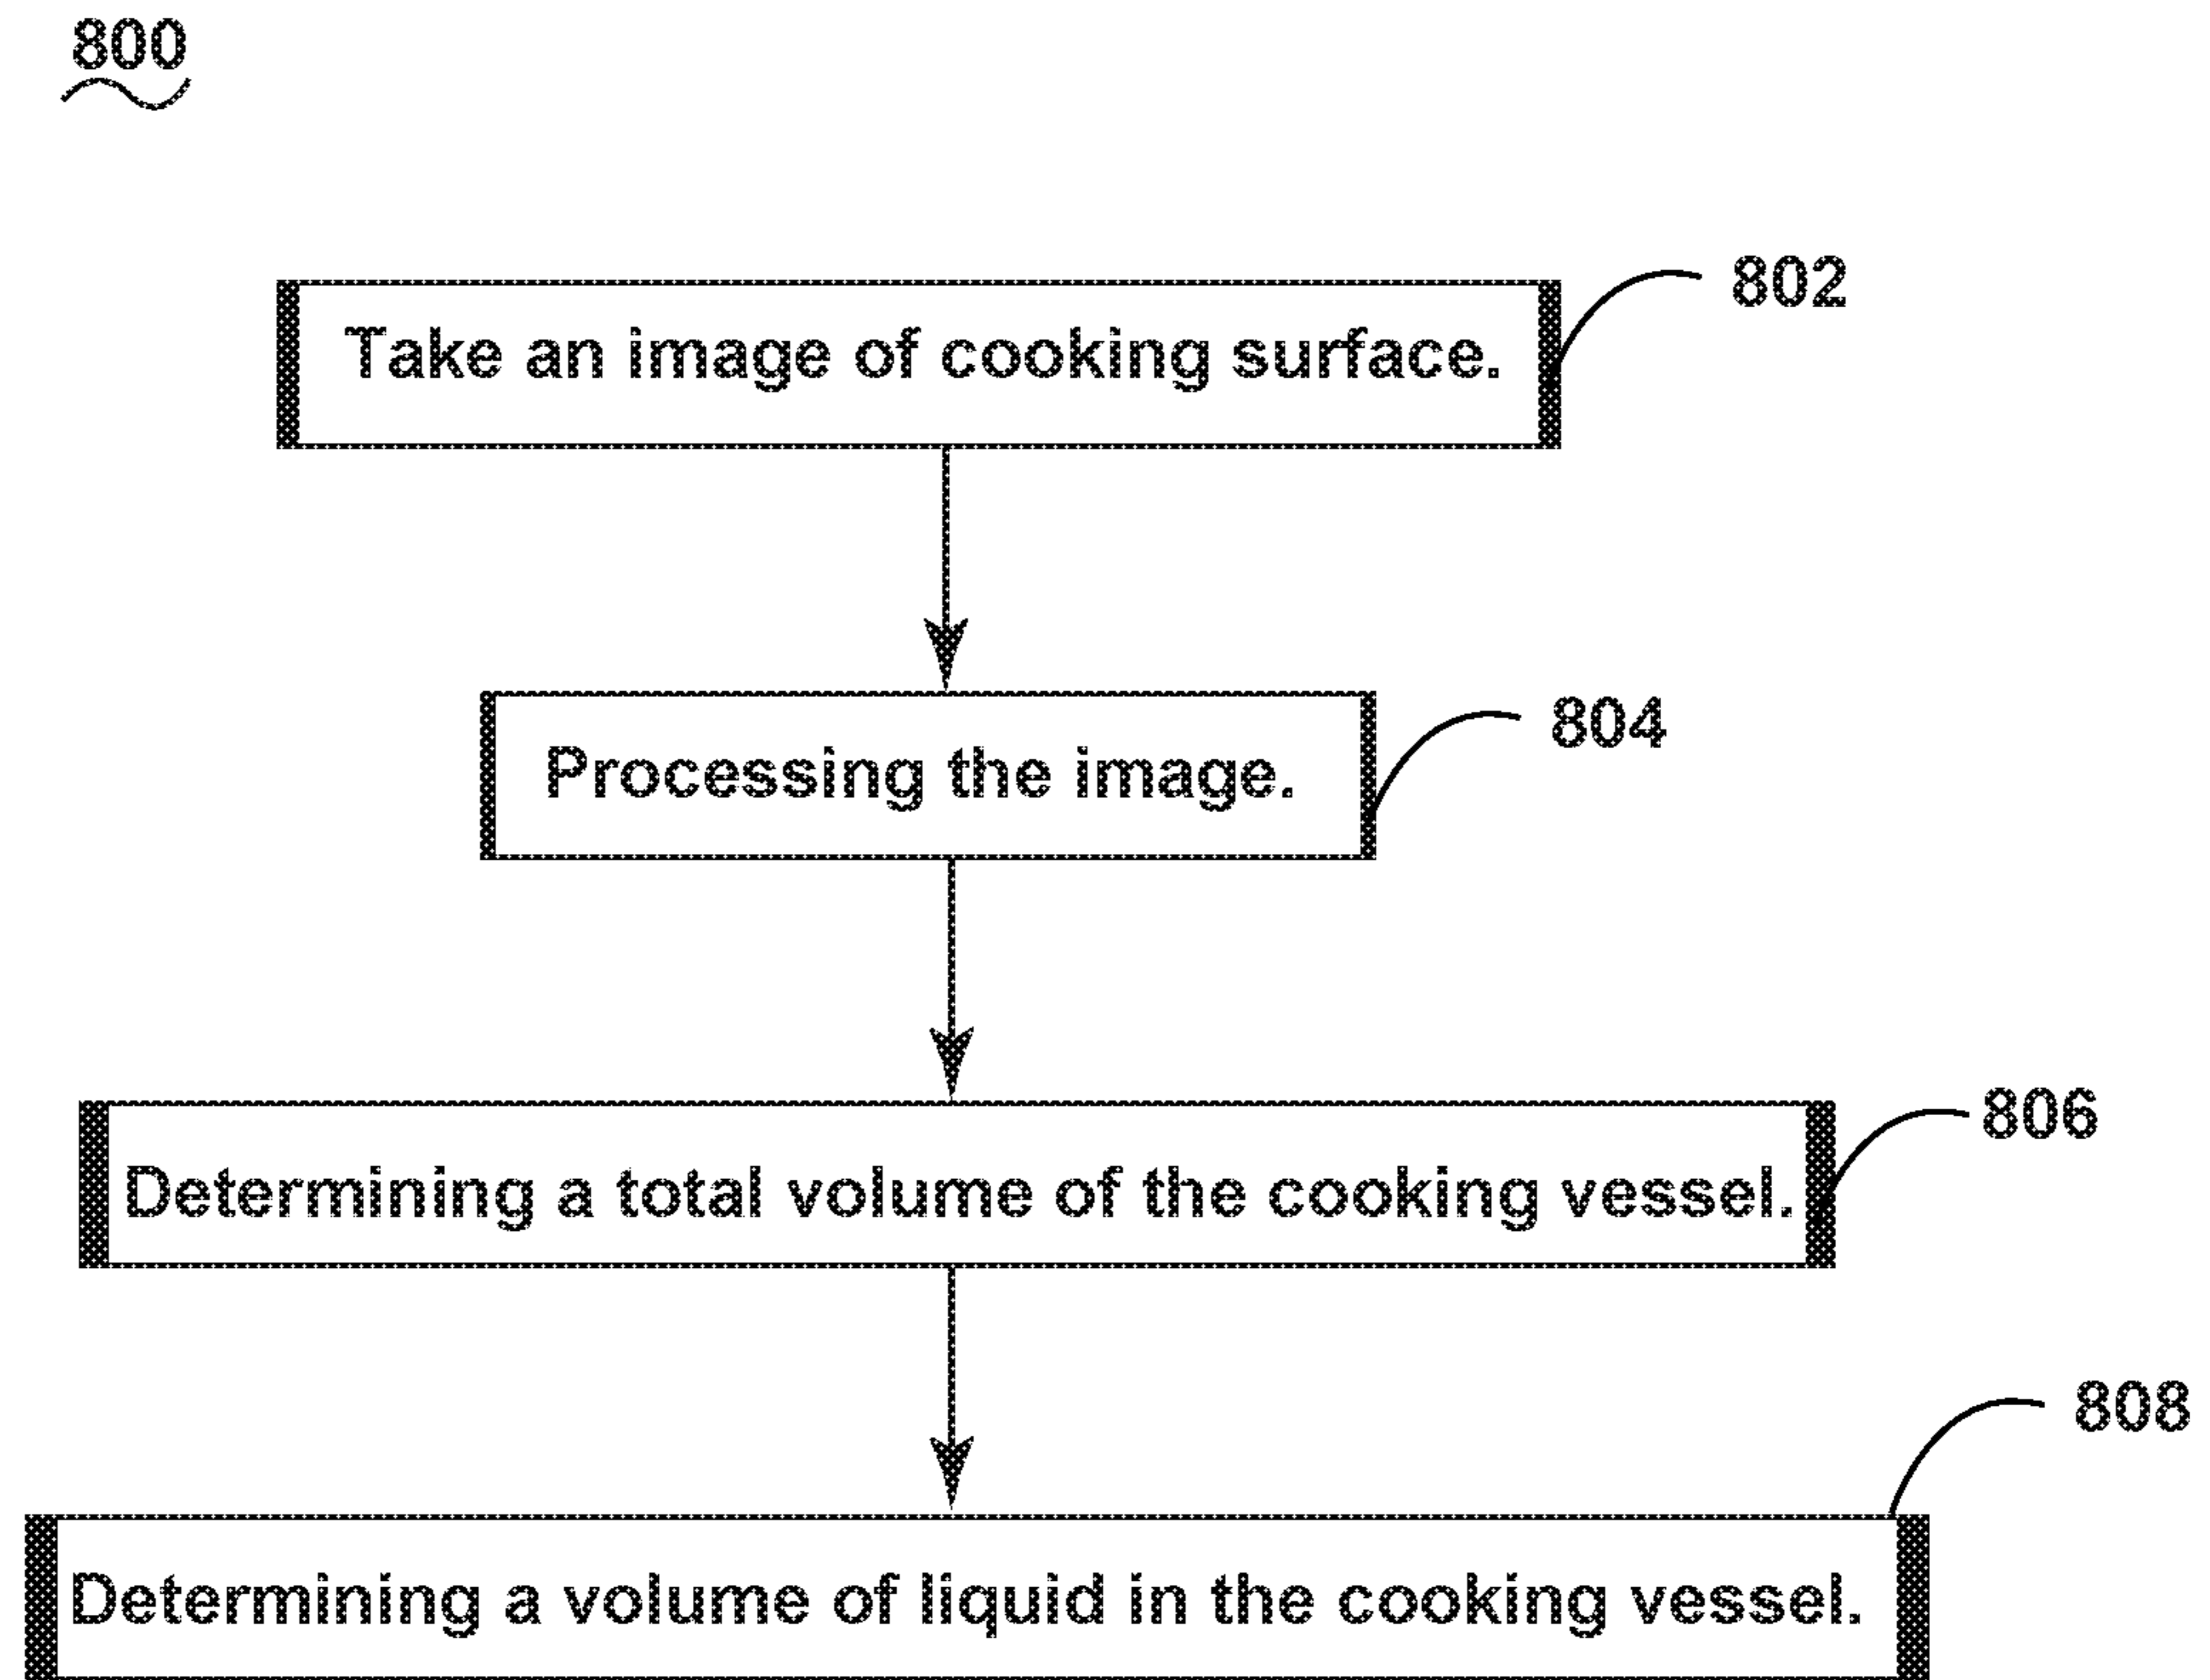 800
802
Take an image of cooking surface.
804
Processing the image.
806
Determining a total volume of the cooking vessel.
808
Determining a volume of liquid in the cooking vessel.